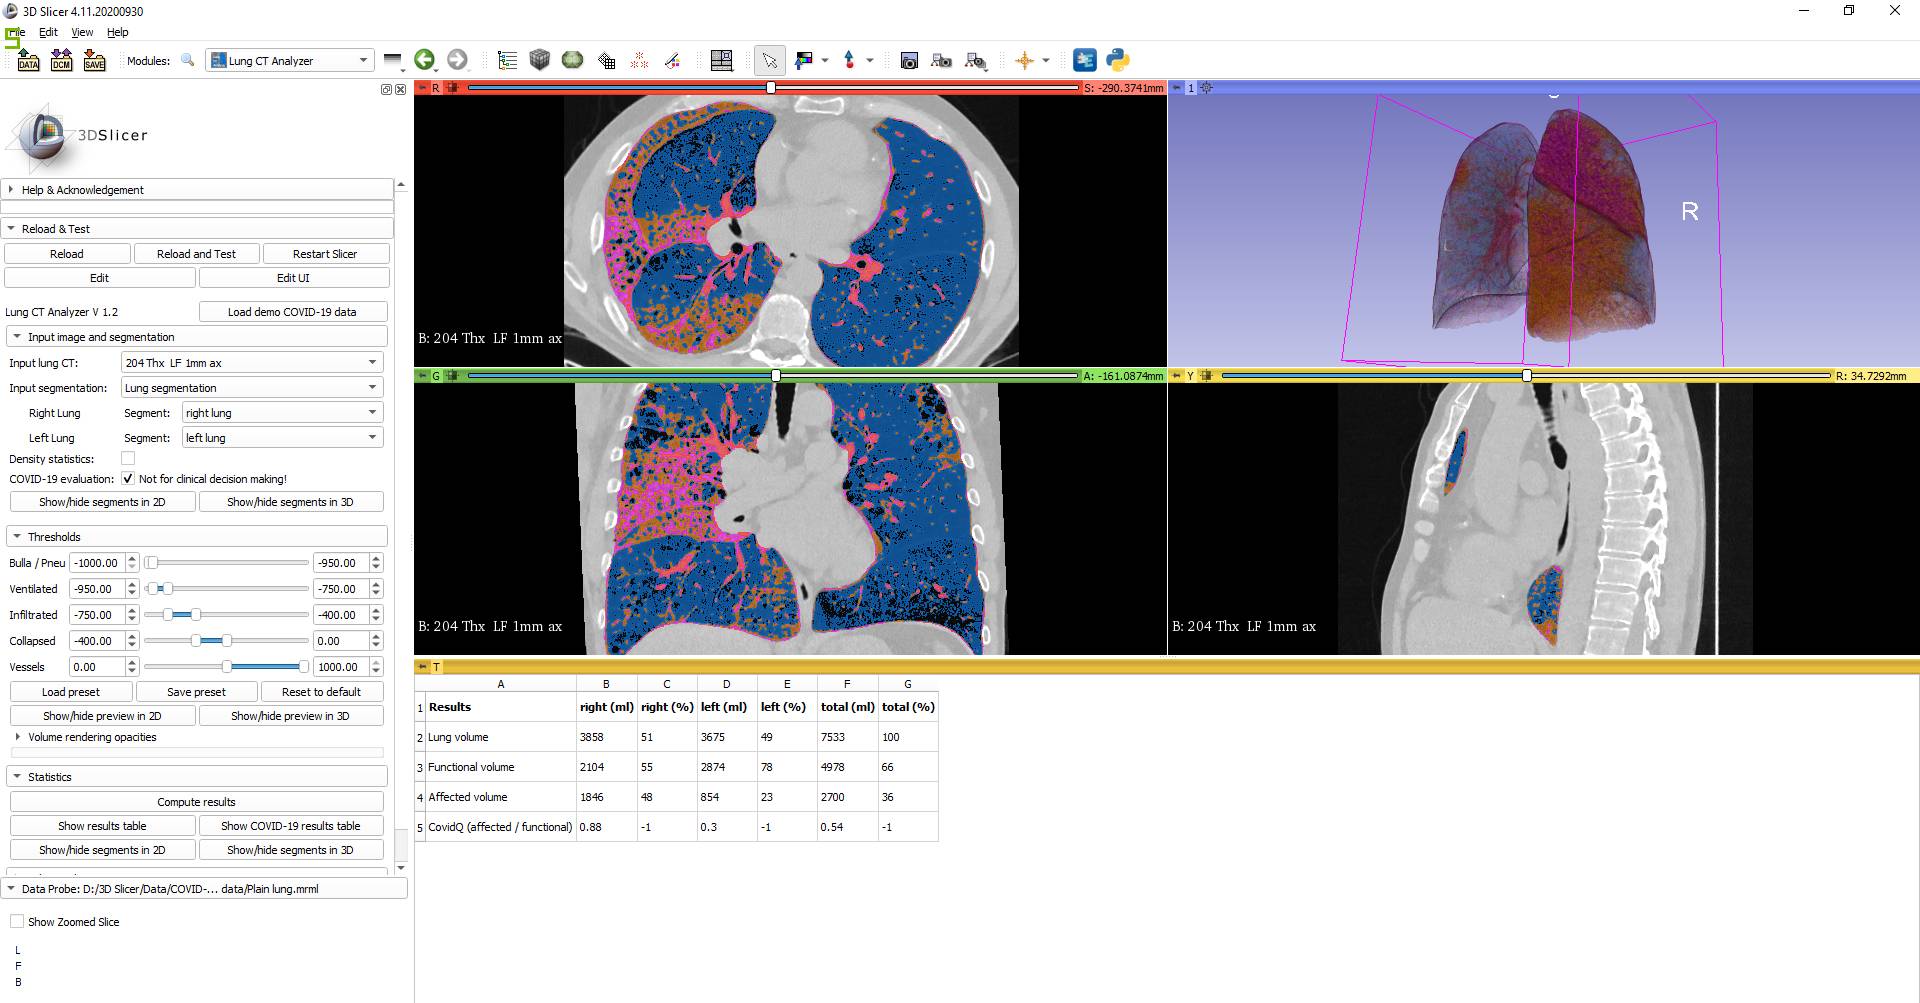 3D Slicer 4.11.20200930
File Edit View Help
DATA DCM SAVE Modules: Lung CT Analyzer
3DSlicer
Help & Acknowledgement
Reload & Test
Reload Reload and Test Restart Slicer
Edit Edit UI
Lung CT Analyzer V 1.2 Load demo COVID-19 data
Input image and segmentation
Input lung CT: 204 Thx LF 1mm ax
Input segmentation: Lung segmentation
Right Lung Segment: right lung
Left Lung Segment: left lung
Density statistics:
COVID-19 evaluation: Not for clinical decision making!
Show/hide segments in 2D Show/hide segments in 3D
Thresholds
Bulla / Pneu -1000.00 -950.00
Ventilated -950.00 -750.00
Infiltrated -750.00 -400.00
Collapsed -400.00 0.00
Vessels 0.00 1000.00
Load preset Save preset Reset to default
Show/hide preview in 2D Show/hide preview in 3D
Volume rendering opacities
Statistics
Compute results
Show results table Show COVID-19 results table
Show/hide segments in 2D Show/hide segments in 3D
Data Probe: D:/3D Slicer/Data/COVID-... data/Plain lung.mrml
Show Zoomed Slice
L
F
B
R S: -290.3741mm
B: 204 Thx LF 1mm ax
1
R
G A: -161.0874mm
B: 204 Thx LF 1mm ax
Y R: 34.7292mm
B: 204 Thx LF 1mm ax
T
A B C D E F G
1 Results right (ml) right (%) left (ml) left (%) total (ml) total (%)
2 Lung volume 3858 51 3675 49 7533 100
3 Functional volume 2104 55 2874 78 4978 66
4 Affected volume 1846 48 854 23 2700 36
5 CovidQ (affected / functional) 0.88 -1 0.3 -1 0.54 -1